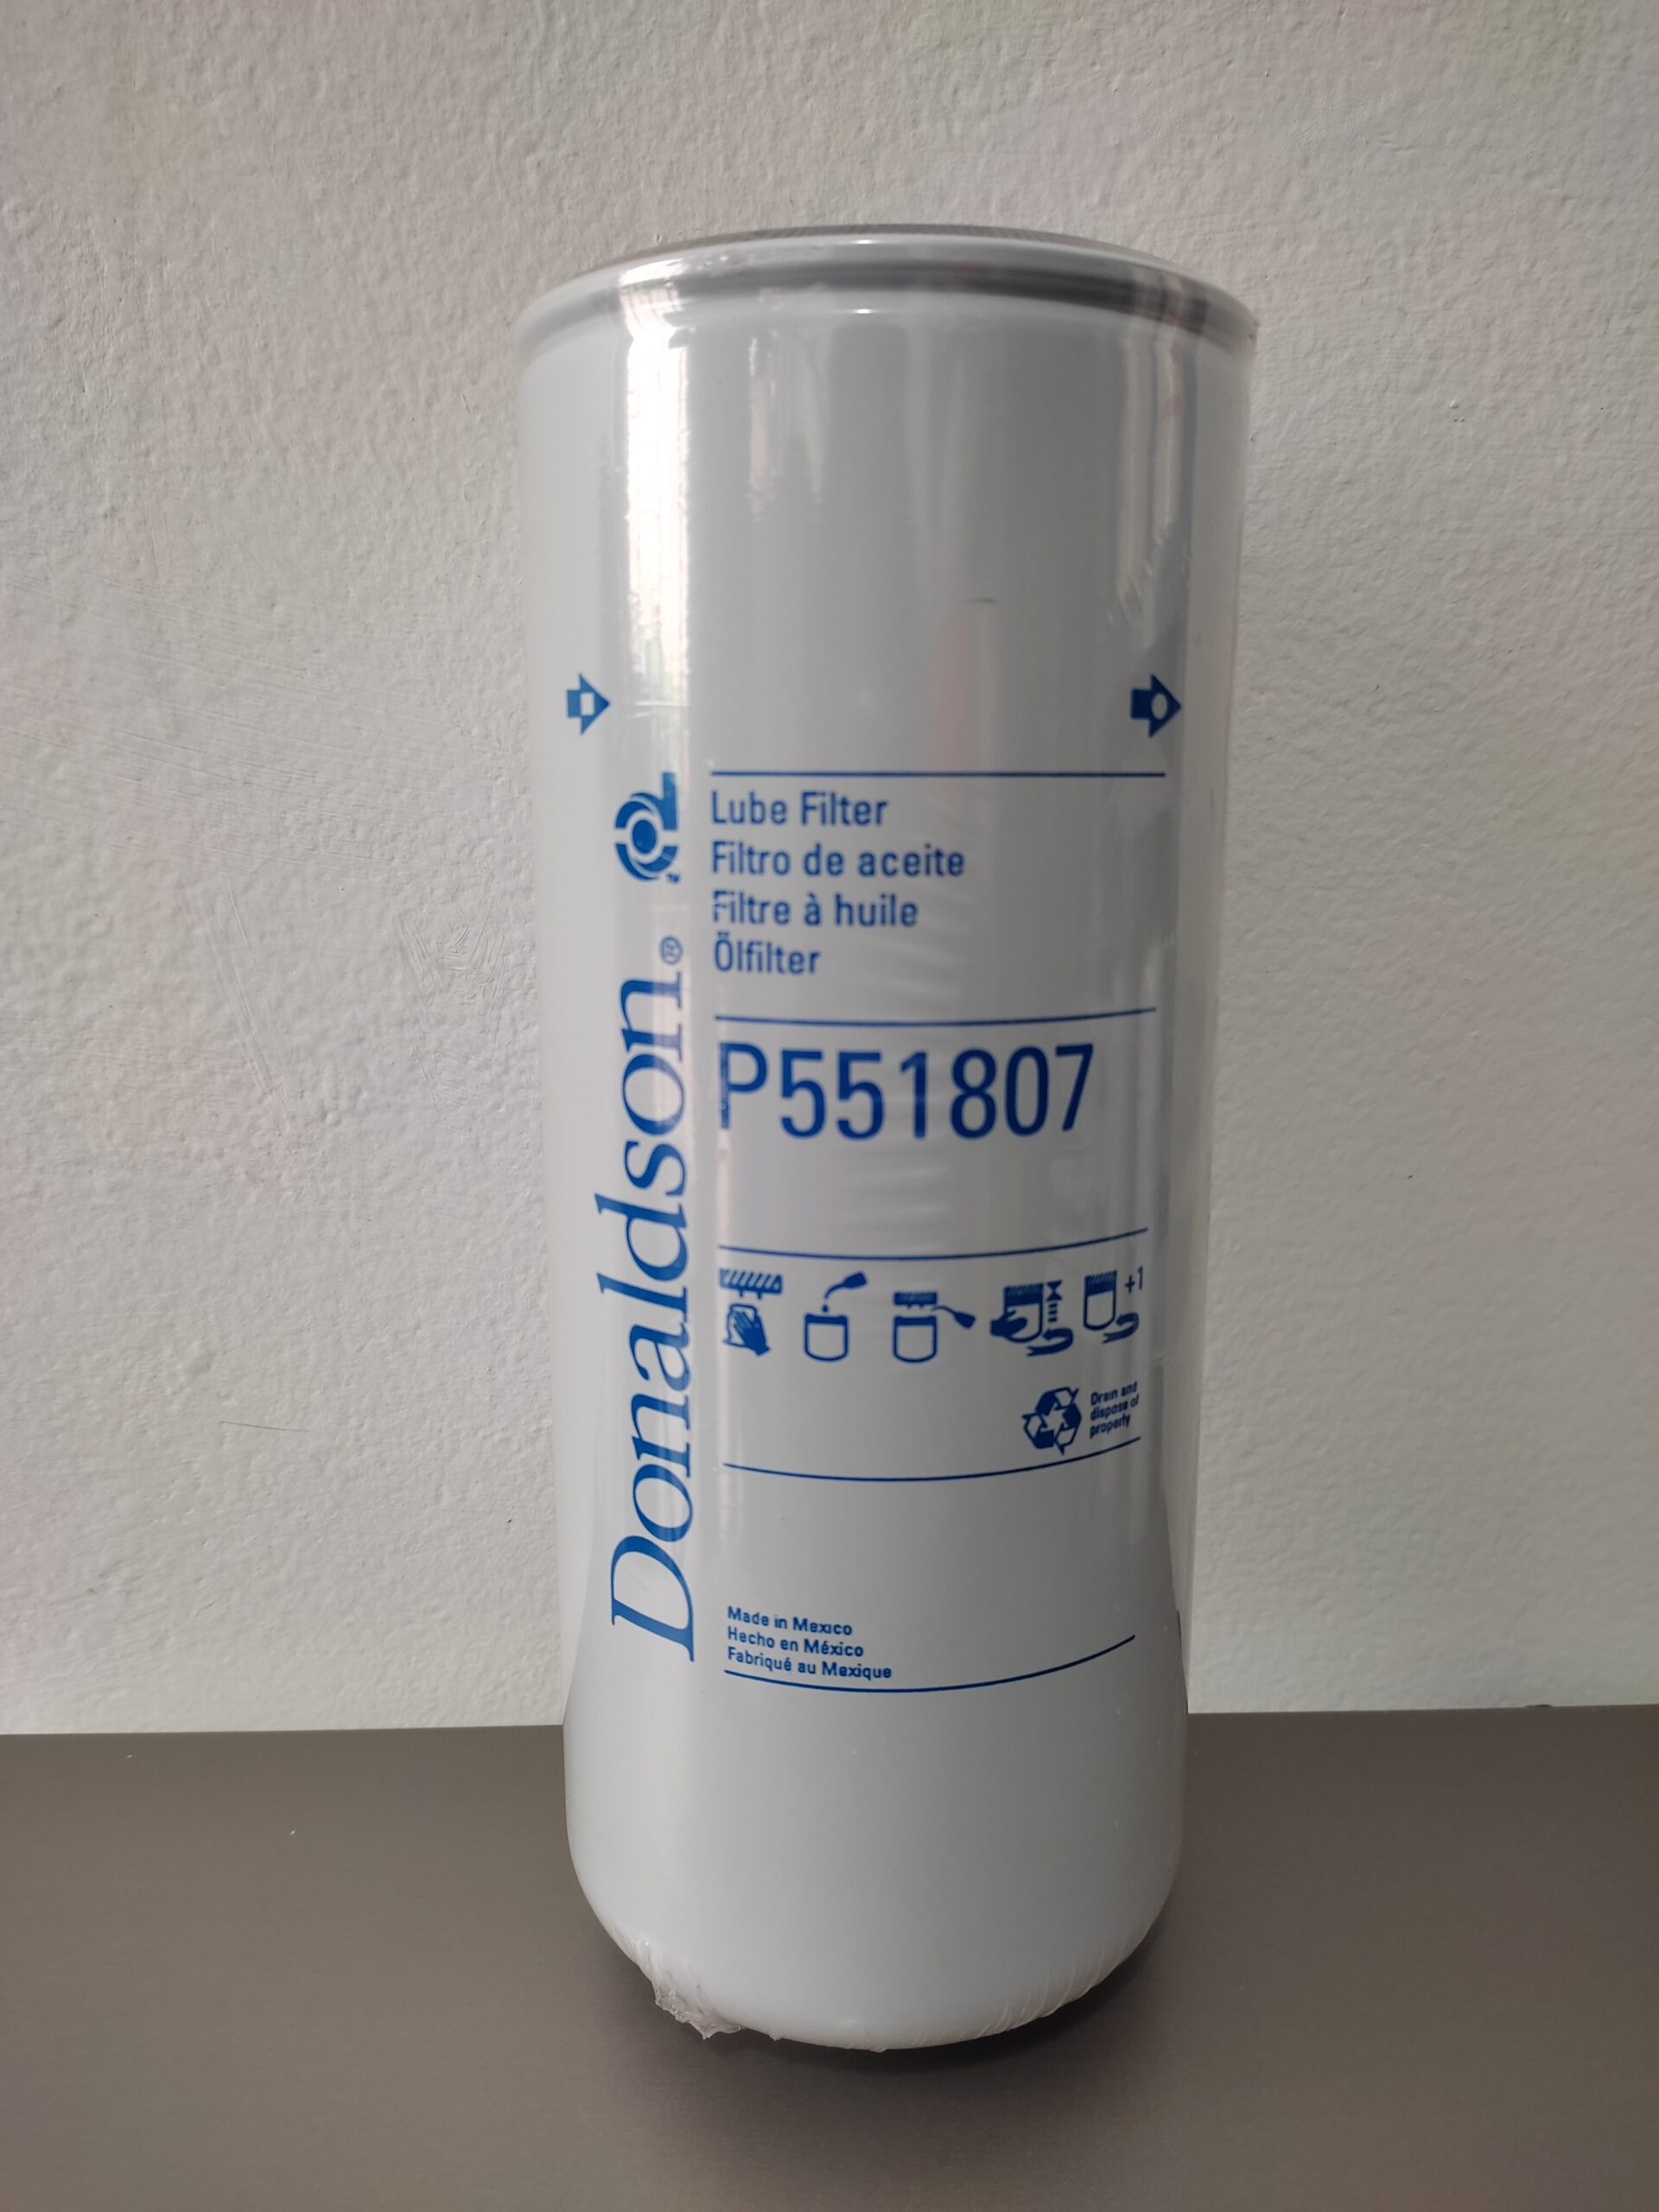 Donaldson®
Lube Filter
Filtro de aceite
Filtre à huile
Ölfilter
P551807
+1
Drain and
dispose of
properly
Made in Mexico
Hecho en México
Fabriqué au Mexique